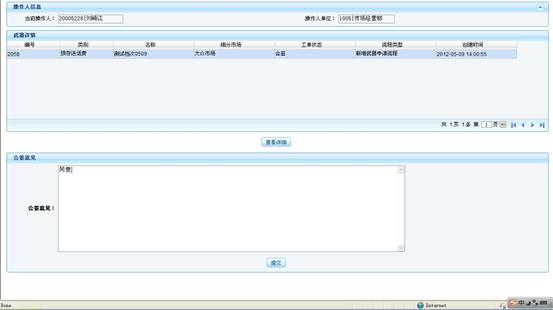 操作人信息
当前操作人： 20005228|刘崎江 操作人单位： 1005|市场经营部
武器详情
编号 类别 名称 细分市场 工单状态 流程类型 创建时间
2058 预存送话费 测试档次0509 大众市场 会签 新增武器申请流程 2012-05-09 14:00:55
共 1页 1条 第 1 页
查看详细
会签意见
同意
会签意见：
提交
Done Internet 中